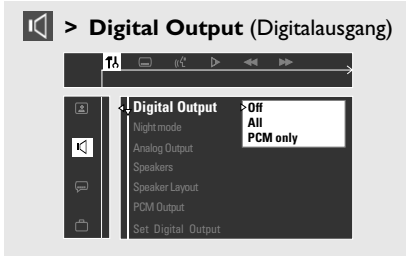 > Digital Output (Digitalausgang)
Digital Output
Off
All
PCM only
Night mode
Analog Output
Speakers
Speaker Layout
PCM Output
Set Digital Output